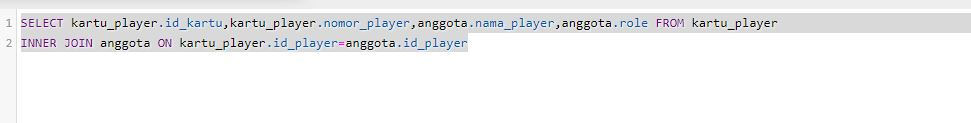 1 SELECT kartu_player.id_kartu,kartu_player.nomor_player,anggota.nama_player,anggota.role FROM kartu_player
2 INNER JOIN anggota ON kartu_player.id_player=anggota.id_player